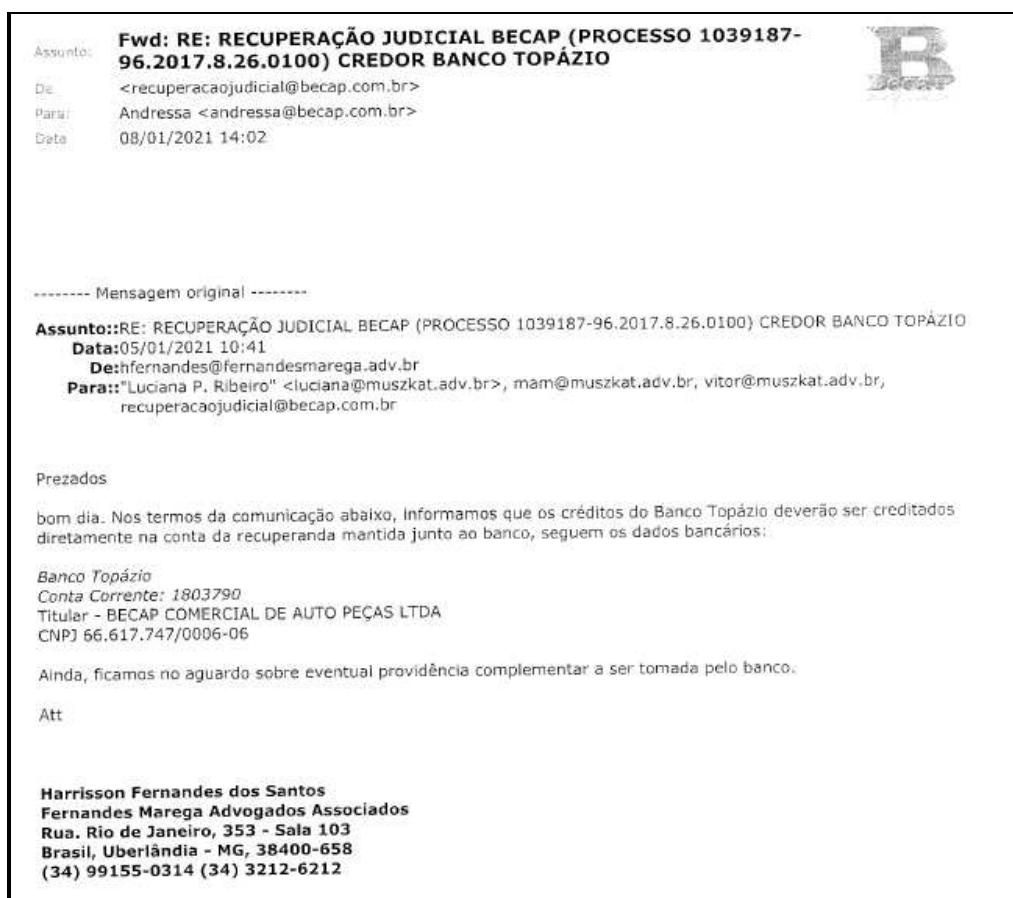 Assunto: Fwd: RE: RECUPERAÇÃO JUDICIAL BECAP (PROCESSO 1039187-
96.2017.8.26.0100) CREDOR BANCO TOPÁZIO
De <recuperacaojudicial@becap.com.br>
Para: Andressa <andressa@becap.com.br>
Data 08/01/2021 14:02
B
Becap
-------- Mensagem original --------
Assunto::RE: RECUPERAÇÃO JUDICIAL BECAP (PROCESSO 1039187-96.2017.8.26.0100) CREDOR BANCO TOPÁZIO
Data:05/01/2021 10:41
De:hfernandes@fernandesmarega.adv.br
Para::"Luciana P. Ribeiro" <luciana@muszkat.adv.br>, mam@muszkat.adv.br, vitor@muszkat.adv.br,
recuperacaojudicial@becap.com.br
Prezados
bom dia. Nos termos da comunicação abaixo, informamos que os créditos do Banco Topázio deverão ser creditados
diretamente na conta da recuperanda mantida junto ao banco, seguem os dados bancários:
Banco Topázio
Conta Corrente: 1803790
Titular - BECAP COMERCIAL DE AUTO PEÇAS LTDA
CNPJ 66.617.747/0006-06
Ainda, ficamos no aguardo sobre eventual providência complementar a ser tomada pelo banco.
Att
Harrisson Fernandes dos Santos
Fernandes Marega Advogados Associados
Rua. Rio de Janeiro, 353 - Sala 103
Brasil, Uberlândia - MG, 38400-658
(34) 99155-0314 (34) 3212-6212